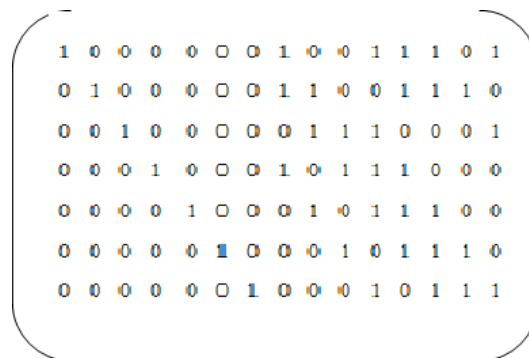 1 0 0 0 0 0 0 1 0 0 1 1 1 0 1
0 1 0 0 0 0 0 1 1 0 0 1 1 1 0
0 0 1 0 0 0 0 0 1 1 1 0 0 0 1
0 0 0 1 0 0 0 1 0 1 1 1 0 0 0
0 0 0 0 1 0 0 0 1 0 1 1 1 0 0
0 0 0 0 0 1 0 0 0 1 0 1 1 1 0
0 0 0 0 0 0 1 0 0 0 1 0 1 1 1